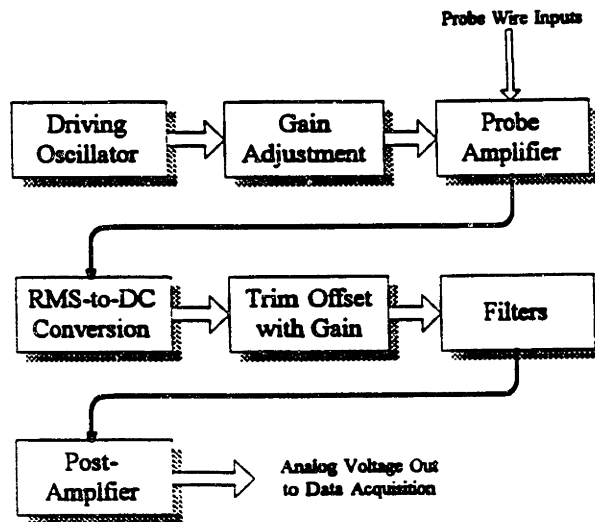 Probe Wire Inputs
Driving
Oscillator
Gain
Adjustment
Probe
Amplifier
RMS-to-DC
Conversion
Trim Offset
with Gain
Filters
Post-
Amplfier
Analog Voltage Out
to Data Acquisition